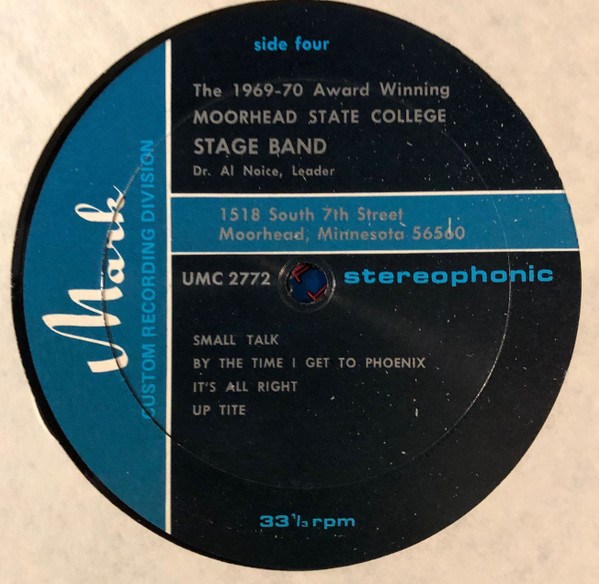 side four
The 1969-70 Award Winning
MOORHEAD STATE COLLEGE
STAGE BAND
Dr. Al Noice, Leader
1518 South 7th Street
Moorhead, Minnesota 56560
UMC 2772
stereophonic
SMALL TALK
BY THE TIME I GET TO PHOENIX
IT'S ALL RIGHT
UP TITE
33 1/3 rpm
Mark
CUSTOM RECORDING DIVISION